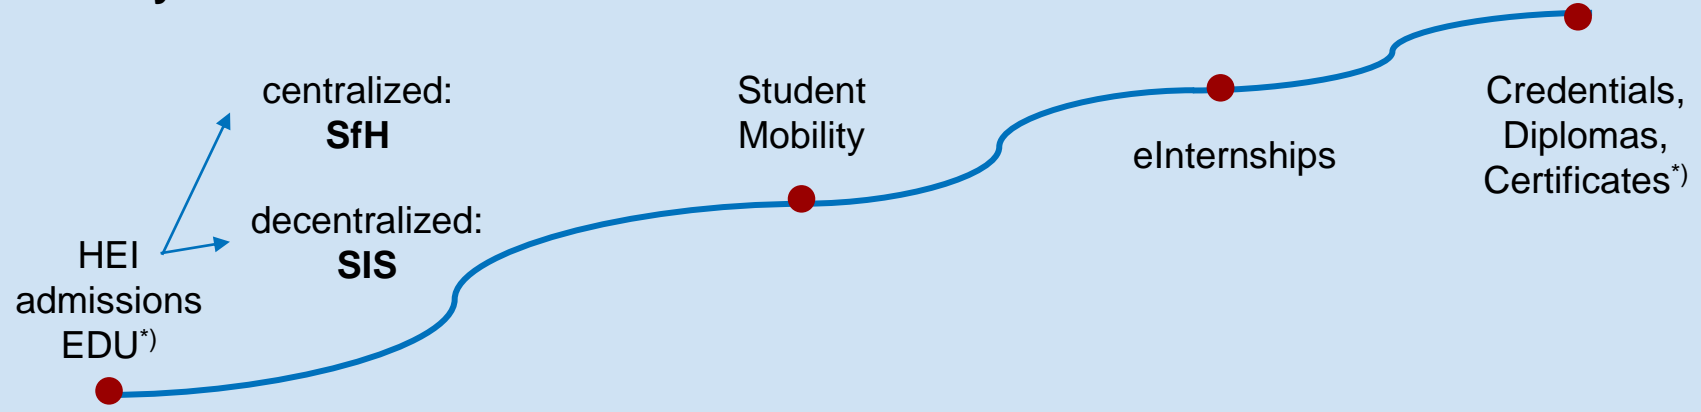 HEI
admissions
EDU*)
centralized:
SfH
decentralized:
SIS
Student
Mobility
eInternships
Credentials,
Diplomas,
Certificates*)